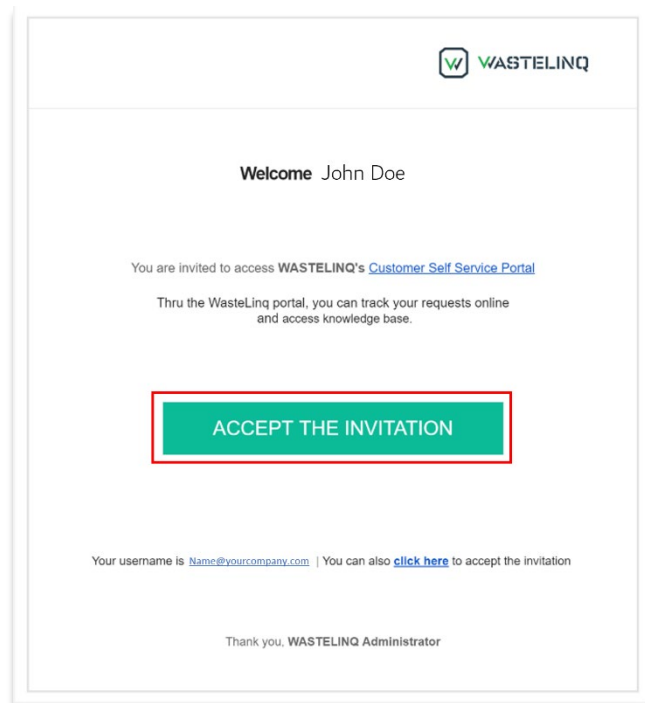 WASTELINQ
Welcome John Doe
You are invited to access WASTELINQ's Customer Self Service Portal
Thru the WasteLinq portal, you can track your requests online
and access knowledge base.
ACCEPT THE INVITATION
Your username is Name@yourcompany.com | You can also click here to accept the invitation
Thank you, WASTELINQ Administrator